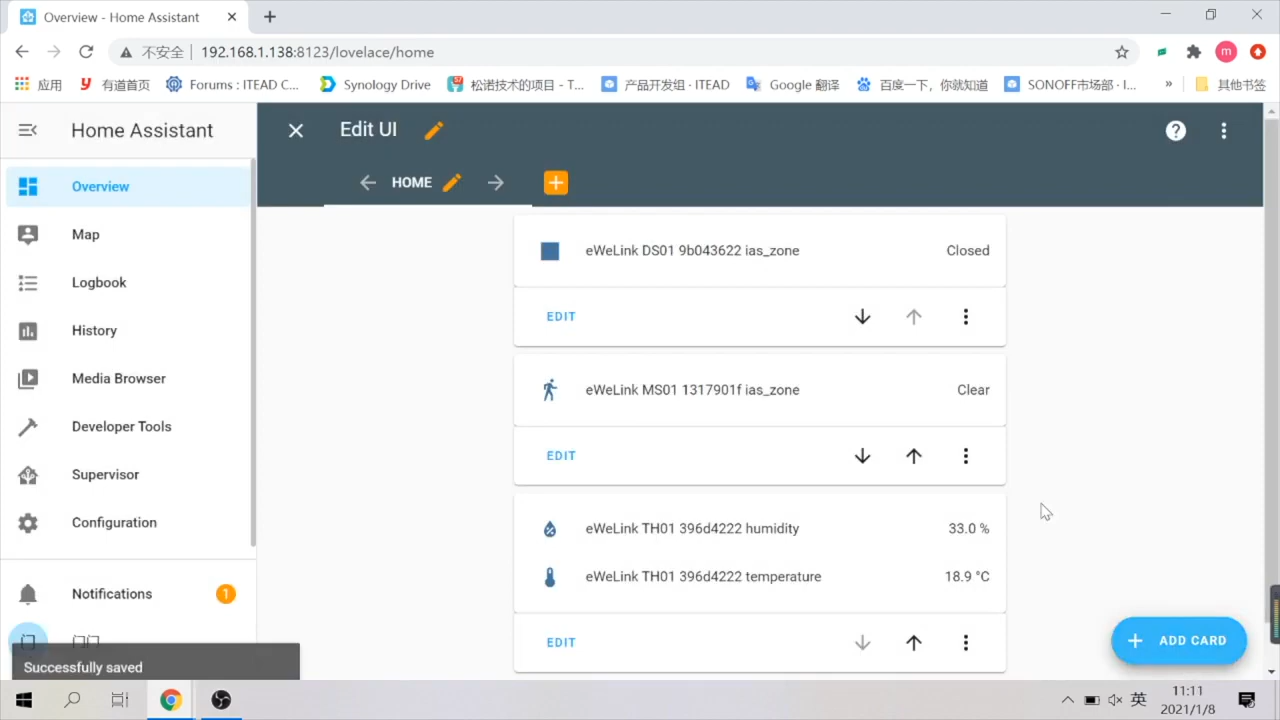 Overview - Home Assistant
不安全 192.168.1.138:8123/lovelace/home
m
应用 有道首页 Forums : ITEAD C... Synology Drive 松诺技术的项目 - T... 产品开发组 · ITEAD Google 翻译 百度一下，你就知道 SONOFF市场部 · I... » 其他书签
Home Assistant
Overview
Map
Logbook
History
Media Browser
Developer Tools
Supervisor
Configuration
Notifications 1
门 门门
Successfully saved
Edit UI
HOME
eWeLink DS01 9b043622 ias_zone Closed
EDIT
eWeLink MS01 1317901f ias_zone Clear
EDIT
eWeLink TH01 396d4222 humidity 33.0 %
eWeLink TH01 396d4222 temperature 18.9 °C
EDIT
ADD CARD
英
11:11
2021/1/8